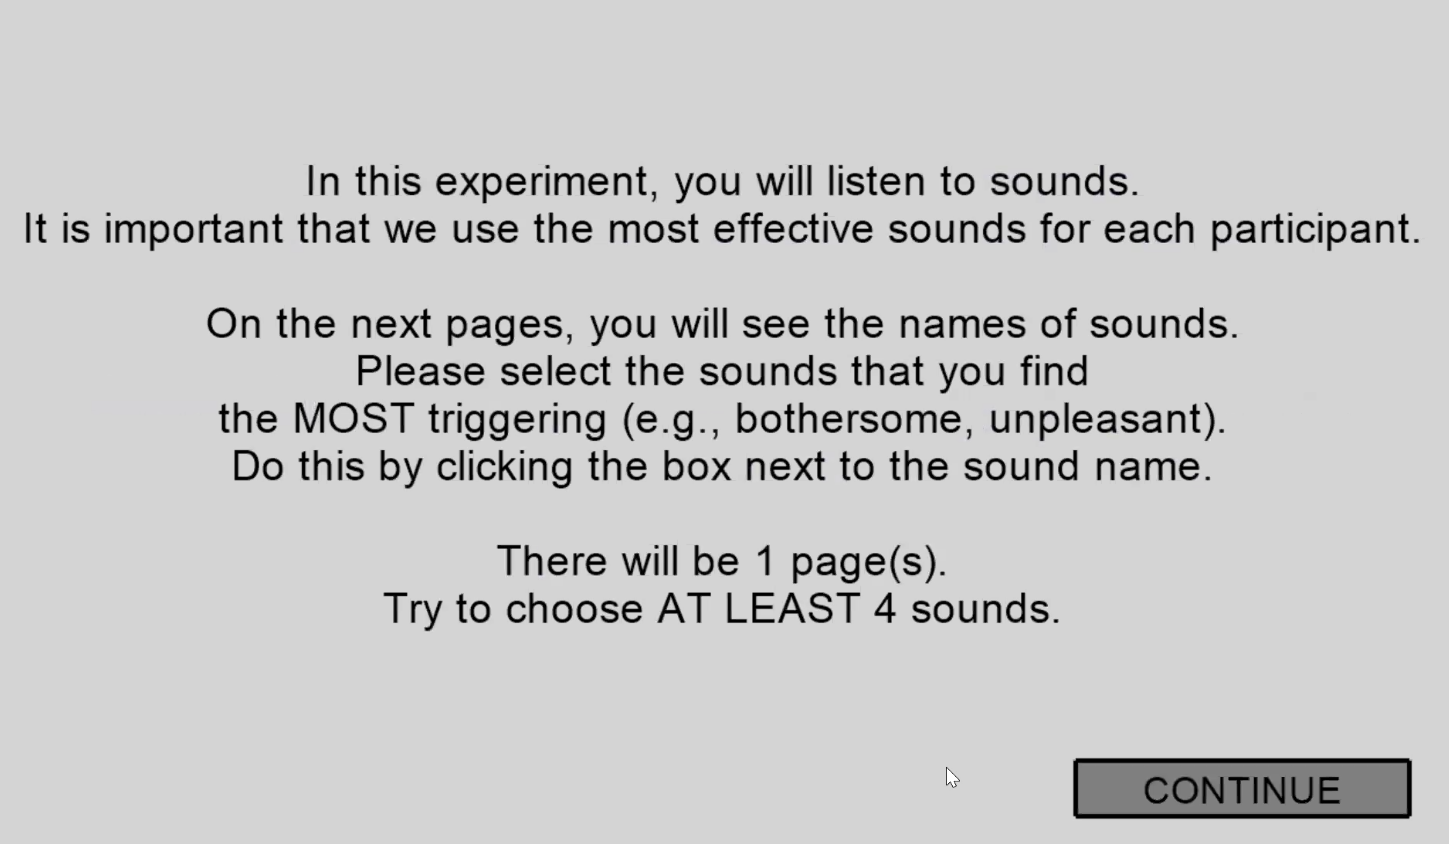 In this experiment, you will listen to sounds.
It is important that we use the most effective sounds for each participant.
On the next pages, you will see the names of sounds.
Please select the sounds that you find
the MOST triggering (e.g., bothersome, unpleasant).
Do this by clicking the box next to the sound name.
There will be 1 page(s).
Try to choose AT LEAST 4 sounds.
CONTINUE